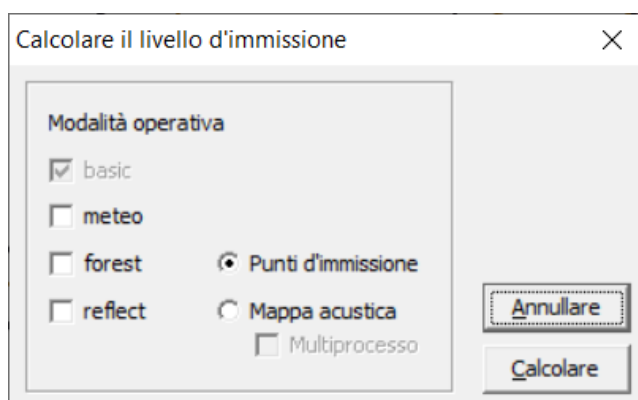 Calcolare il livello d'immissione
Modalità operativa
basic
meteo
forest
Punti d'immissione
reflect
Mappa acustica
Multiprocesso
Annullare
Calcolare